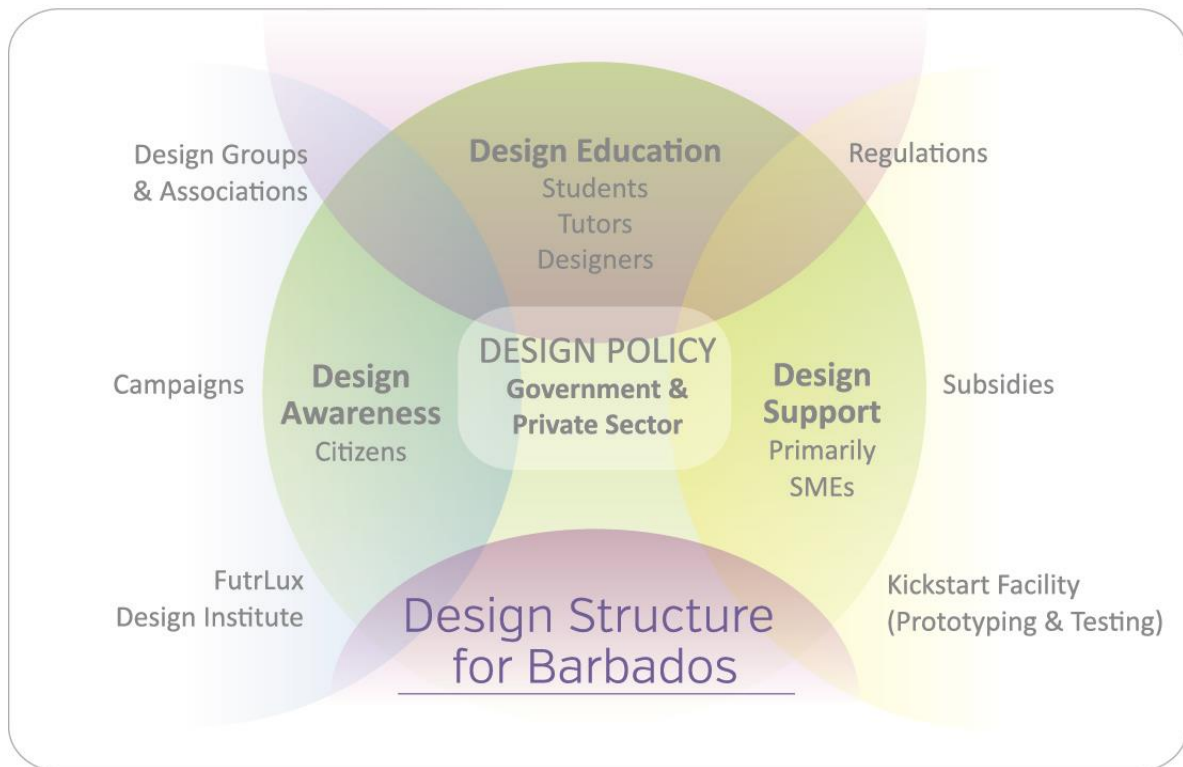 Design Groups
& Associations
Design Education
Students
Tutors
Designers
Regulations
Campaigns
Design
Awareness
Citizens
DESIGN POLICY
Government &
Private Sector
Design
Support
Primarily
SMEs
Subsidies
FutrLux
Design Institute
Design Structure
for Barbados
Kickstart Facility
(Prototyping & Testing)